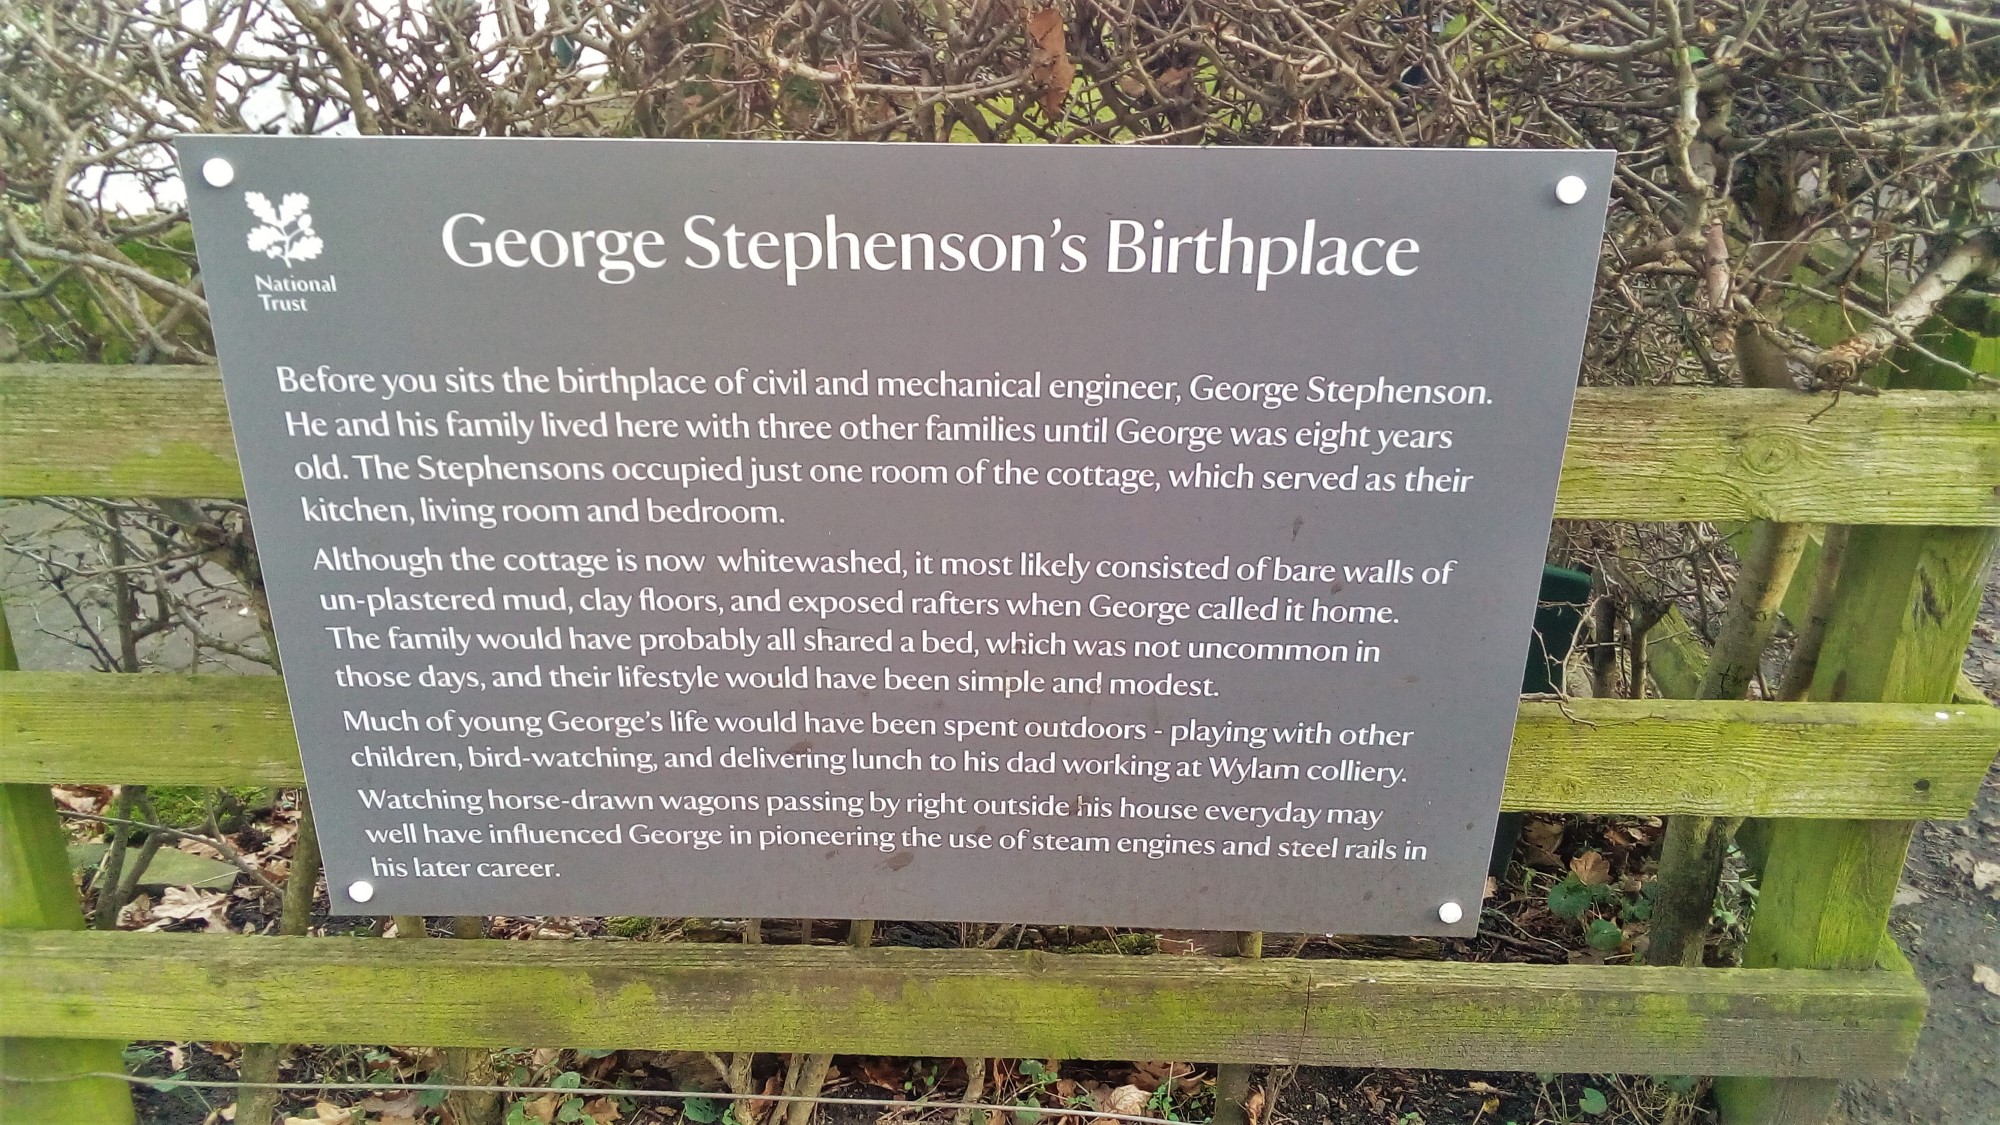 National
Trust
George Stephenson's Birthplace
Before you sits the birthplace of civil and mechanical engineer, George Stephenson.
He and his family lived here with three other families until George was eight years
old. The Stephensons occupied just one room of the cottage, which served as their
kitchen, living room and bedroom.
Although the cottage is now whitewashed, it most likely consisted of bare walls of
un-plastered mud, clay floors, and exposed rafters when George called it home.
The family would have probably all shared a bed, which was not uncommon in
those days, and their lifestyle would have been simple and modest.
Much of young George's life would have been spent outdoors - playing with other
children, bird-watching, and delivering lunch to his dad working at Wylam colliery.
Watching horse-drawn wagons passing by right outside his house everyday may
well have influenced George in pioneering the use of steam engines and steel rails in
his later career.